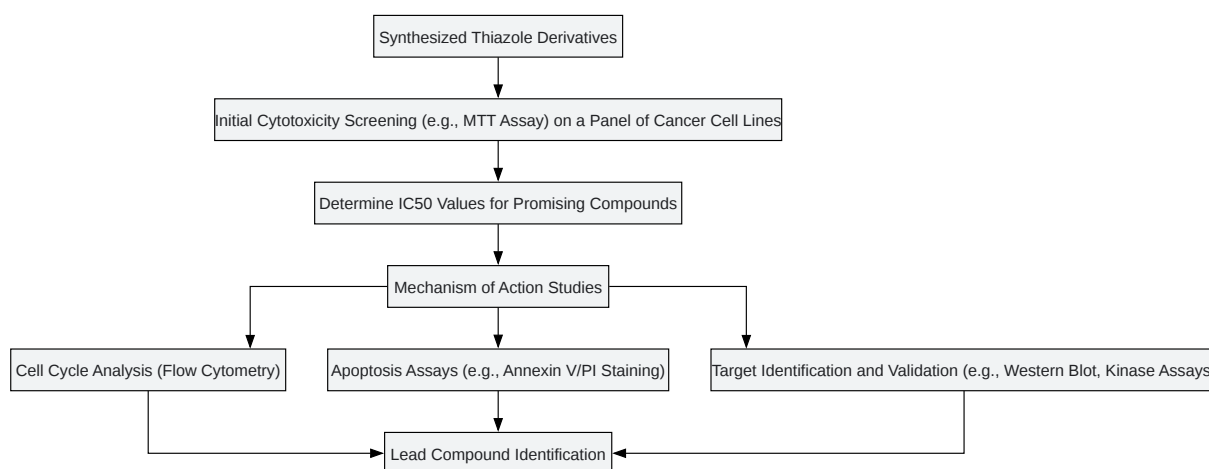 Synthesized Thiazole Derivatives
Initial Cytotoxicity Screening (e.g., MTT Assay) on a Panel of Cancer Cell Lines
Determine IC50 Values for Promising Compounds
Mechanism of Action Studies
Cell Cycle Analysis (Flow Cytometry)
Apoptosis Assays (e.g., Annexin V/PI Staining)
Target Identification and Validation (e.g., Western Blot, Kinase Assays
Lead Compound Identification